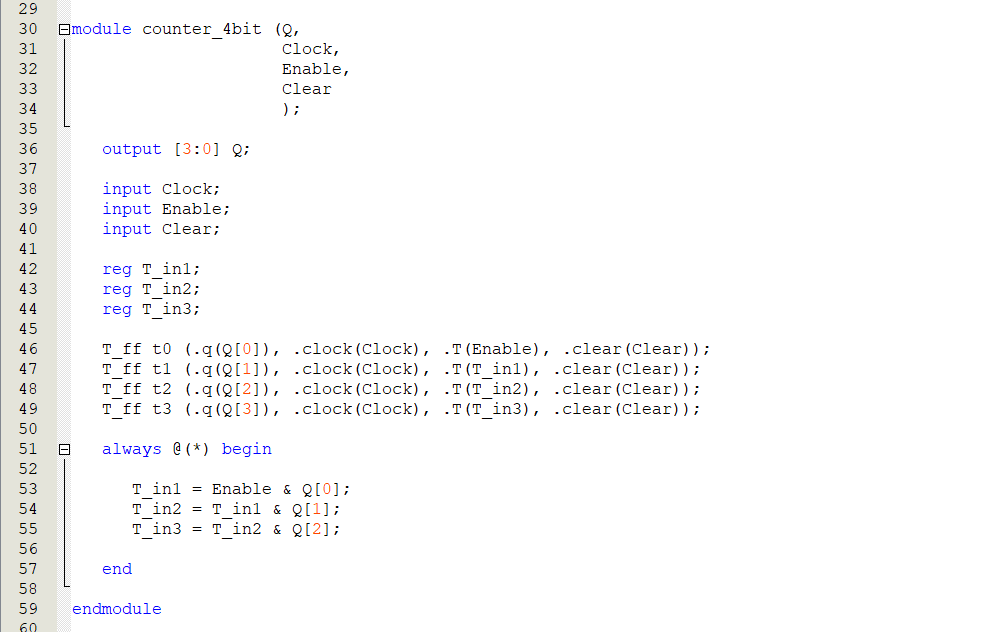 29
30 module counter_4bit (Q,
31 Clock,
32 Enable,
33 Clear
34 );
35
36 output [3:0] Q;
37
38 input Clock;
39 input Enable;
40 input Clear;
41
42 reg T_in1;
43 reg T_in2;
44 reg T_in3;
45
46 T_ff t0 (.q(Q[0]), .clock(Clock), .T(Enable), .clear(Clear));
47 T_ff t1 (.q(Q[1]), .clock(Clock), .T(T_in1), .clear(Clear));
48 T_ff t2 (.q(Q[2]), .clock(Clock), .T(T_in2), .clear(Clear));
49 T_ff t3 (.q(Q[3]), .clock(Clock), .T(T_in3), .clear(Clear));
50
51 always @(*) begin
52
53 T_in1 = Enable & Q[0];
54 T_in2 = T_in1 & Q[1];
55 T_in3 = T_in2 & Q[2];
56
57 end
58
59 endmodule
60